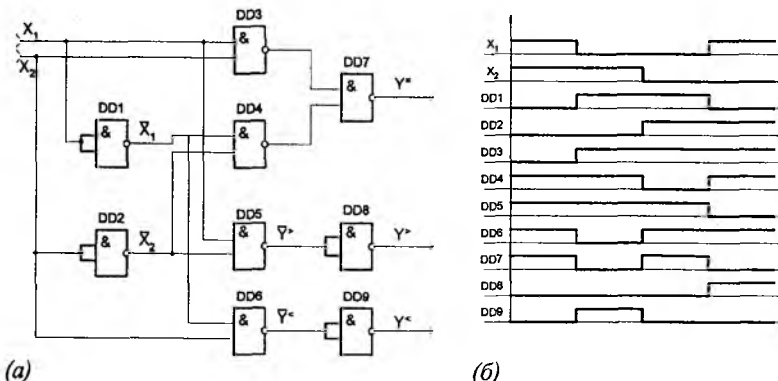 X₁
X₂
DD1
&
X̄₁
DD2
&
X̄₂
DD3
&
DD4
&
DD7
&
Y⁼
DD5
&
Ȳ˃
DD8
&
Y˃
DD6
&
Ȳ˂
DD9
&
Y˂
(а)
X₁
X₂
DD1
DD2
DD3
DD4
DD5
DD6
DD7
DD8
DD9
(б)